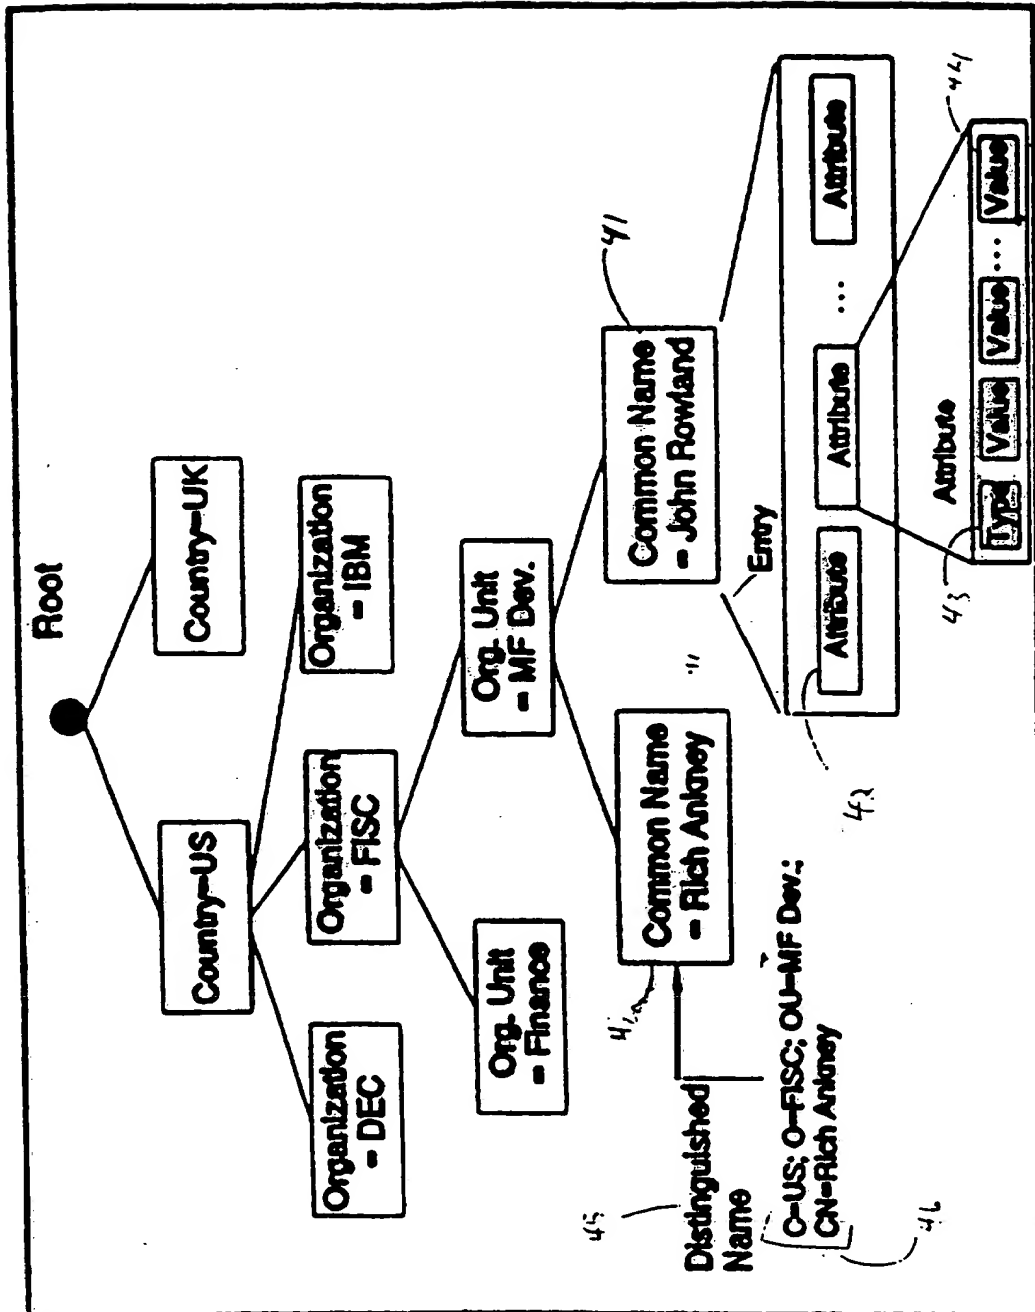 Root
Country=US
Country=UK
Organization
= DEC
Organization
= FISC
Organization
= IBM
Org. Unit
= Finance
Org. Unit
= MF Dev.
Common Name
= Rich Ankney
Common Name
= John Rowland
41
Distinguished
Name
45
C=US; O=FISC; OU=MF Dev.;
CN=Rich Ankney
46
Entry
Attribute
Attribute
...
Attribute
42
Attribute
Type
Value
Value
...
Value
43
44